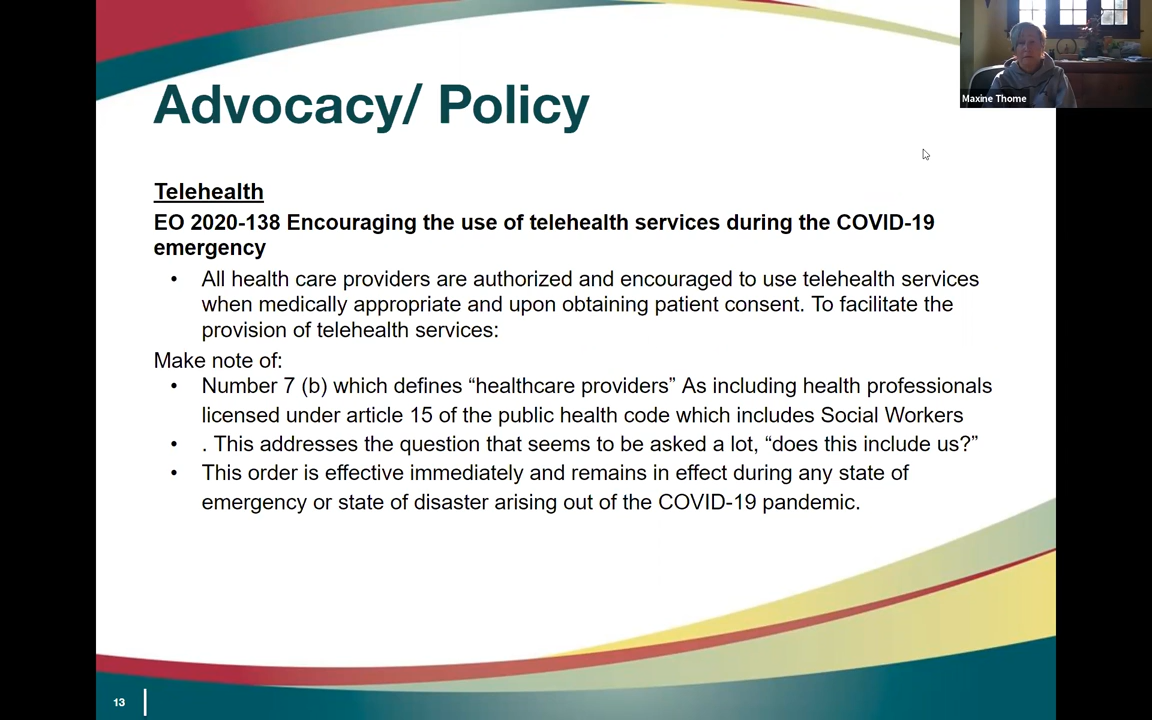 Maxine Thome
Advocacy/ Policy
Telehealth
EO 2020-138 Encouraging the use of telehealth services during the COVID-19
emergency
• All health care providers are authorized and encouraged to use telehealth services
when medically appropriate and upon obtaining patient consent. To facilitate the
provision of telehealth services:
Make note of:
• Number 7 (b) which defines “healthcare providers” As including health professionals
licensed under article 15 of the public health code which includes Social Workers
• . This addresses the question that seems to be asked a lot, “does this include us?”
• This order is effective immediately and remains in effect during any state of
emergency or state of disaster arising out of the COVID-19 pandemic.
13